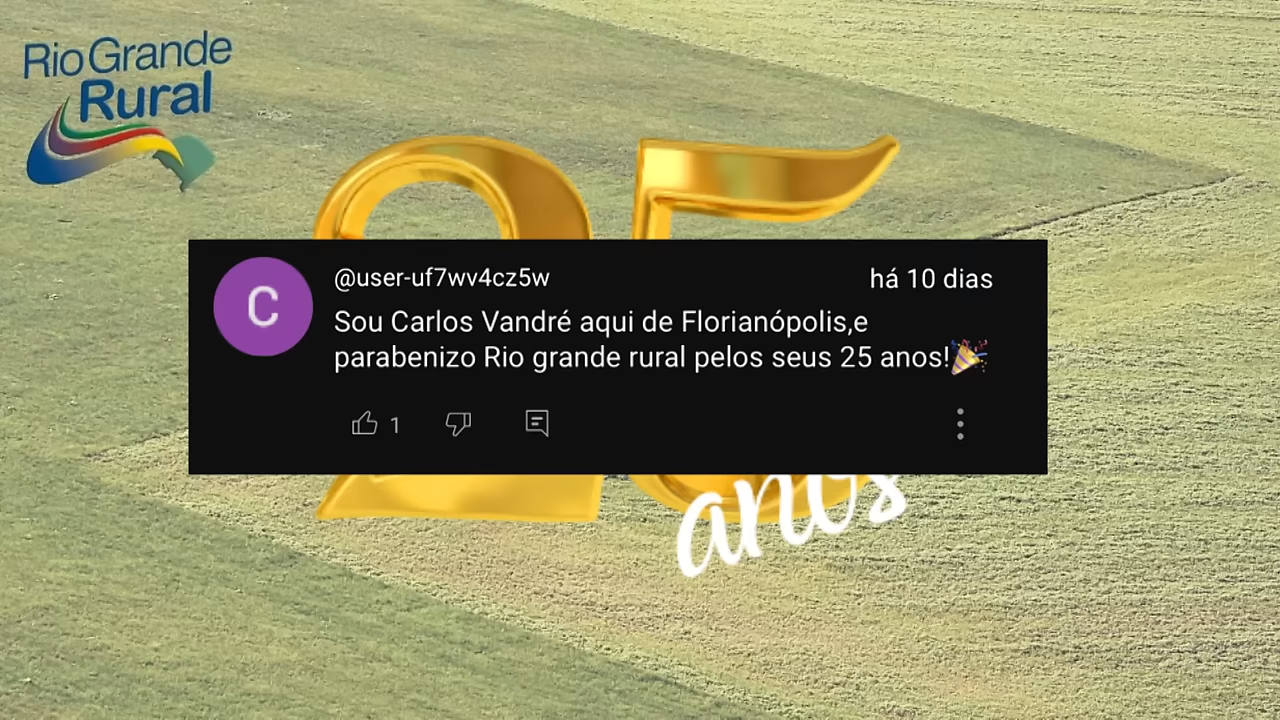 Rio Grande
Rural
25
@user-uf7wv4cz5w
há 10 dias
C
Sou Carlos Vandré aqui de Florianópolis,e
parabenizo Rio grande rural pelos seus 25 anos!🎉
1
anos